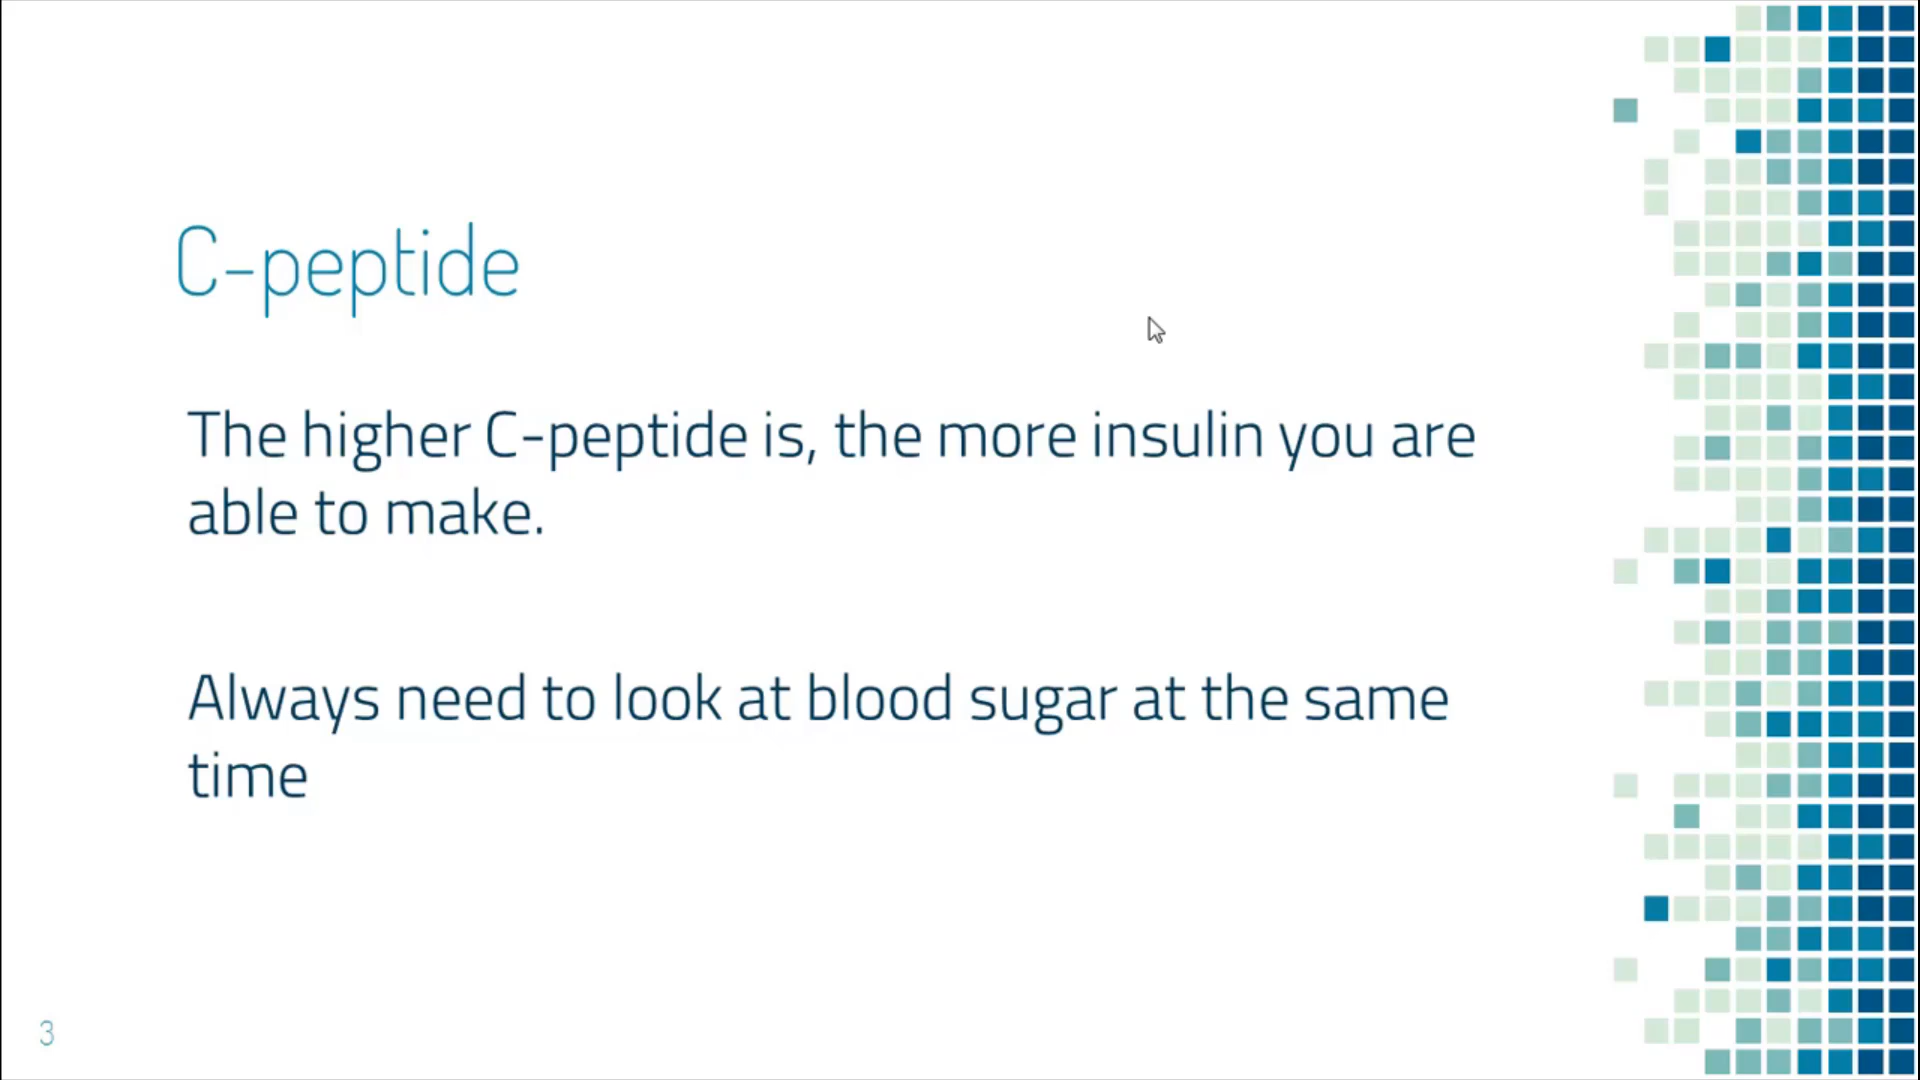 C-peptide
The higher C-peptide is, the more insulin you are
able to make.
Always need to look at blood sugar at the same
time
3